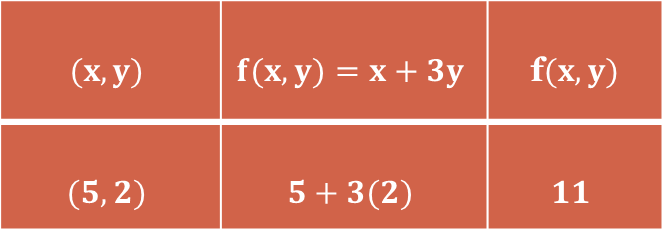 (x, y) f(x, y) = x + 3y f(x, y)
(5, 2) 5 + 3(2) 11